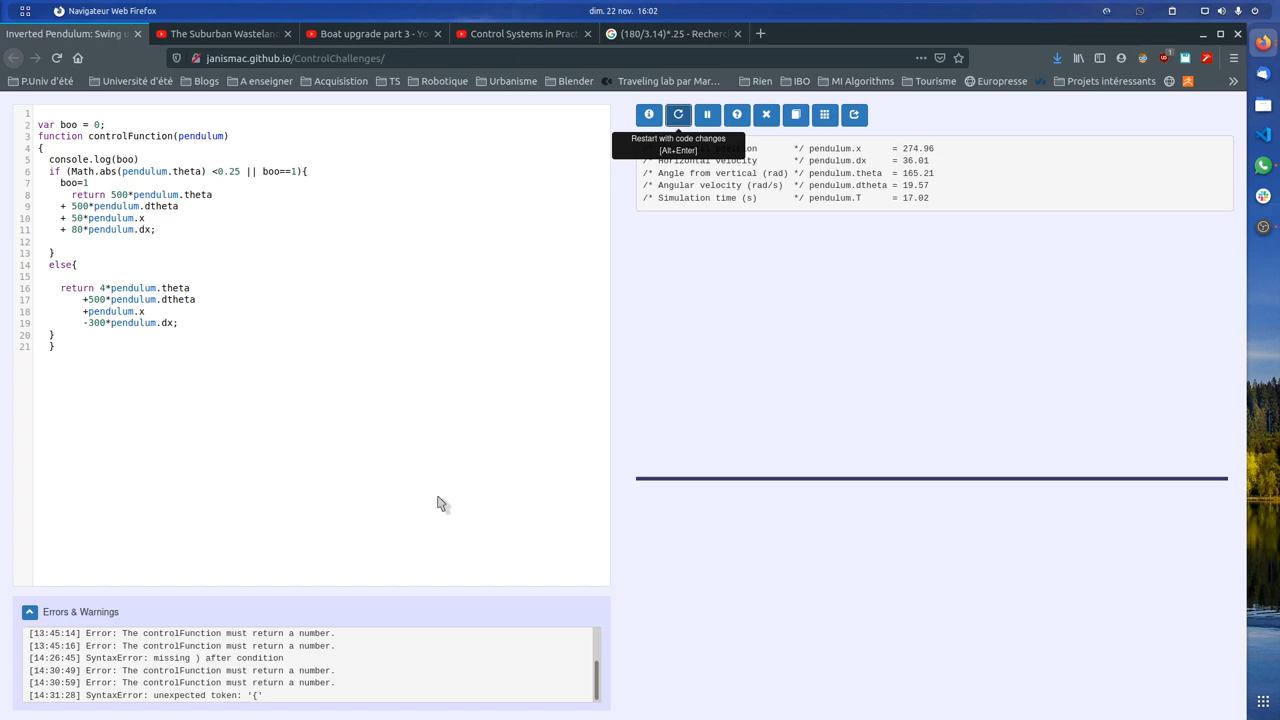 Navigateur Web Firefox
dim. 22 nov. 16:02
Inverted Pendulum: Swing u
The Suburban Wastelan
Boat upgrade part 3 - Yo
Control Systems in Pract
(180/3.14)*.25 - Recherc
janismac.github.io/ControlChallenges/
1
P.Univ d'été
Université d'été
Blogs
A enseigner
Acquisition
TS
Robotique
Urbanisme
Blender
Traveling lab par Mar…
Rien
IBO
MI Algorithms
Tourisme
Europresse
Projets intéressants
1
2 var boo = 0;
3 function controlFunction(pendulum)
4 {
5 console.log(boo)
6 if (Math.abs(pendulum.theta) <0.25 || boo==1){
7 boo=1
8 return 500*pendulum.theta
9 + 500*pendulum.dtheta
10 + 50*pendulum.x
11 + 80*pendulum.dx;
12
13 }
14 else{
15
16 return 4*pendulum.theta
17 +500*pendulum.dtheta
18 +pendulum.x
19 -300*pendulum.dx;
20 }
21 }
Errors & Warnings
[13:45:14] Error: The controlFunction must return a number.
[13:45:16] Error: The controlFunction must return a number.
[14:26:45] SyntaxError: missing ) after condition
[14:30:49] Error: The controlFunction must return a number.
[14:30:59] Error: The controlFunction must return a number.
[14:31:28] SyntaxError: unexpected token: '{'
Restart with code changes
[Alt+Enter]
pendulum.x = 274.96
/* Horizontal velocity */ pendulum.dx = 36.01
/* Angle from vertical (rad) */ pendulum.theta = 165.21
/* Angular velocity (rad/s) */ pendulum.dtheta = 19.57
/* Simulation time (s) */ pendulum.T = 17.02